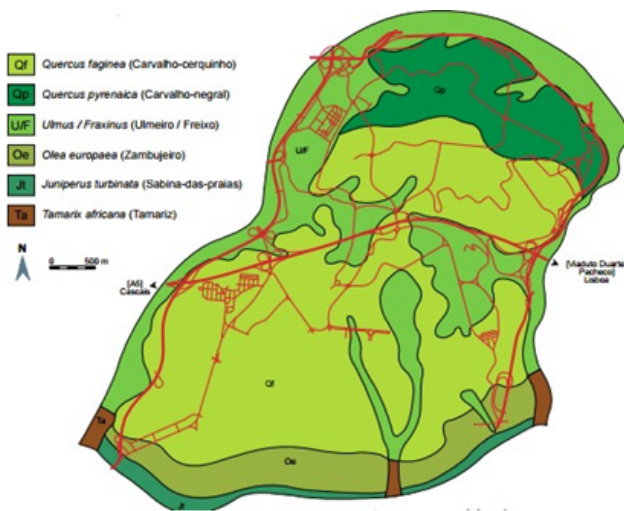 Qf Quercus faginea (Carvalho-cerquinho)
Qp Quercus pyrenaica (Carvalho-negral)
U/F Ulmus / Fraxinus (Ulmeiro / Freixo)
Oe Olea europaea (Zambujeiro)
Jt Juniperus turbinata (Sabina-das-praias)
Ta Tamarix africana (Tamariz)
N
0 500 m
[A5]
Cascais
[Viaduto Duarte
Pacheco]
Lisboa
Qp
U/F
Qf
Ta
Oe
Jt